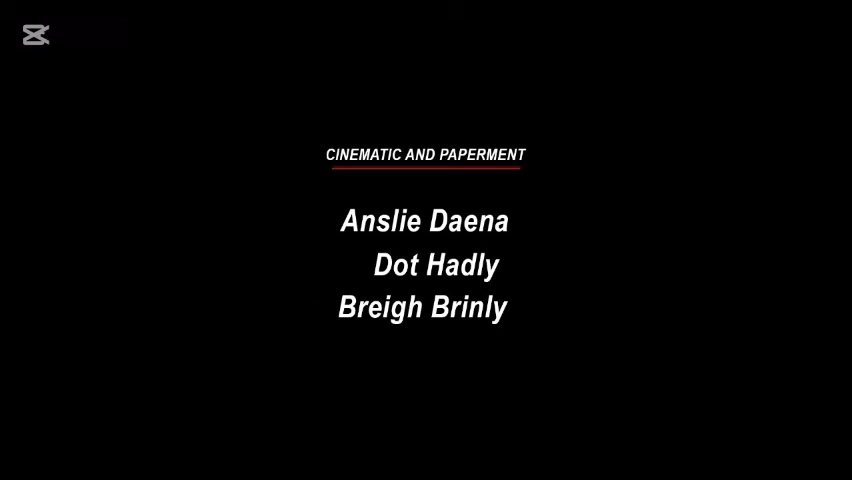 CINEMATIC AND PAPERMENT
Anslie Daena
Dot Hadly
Breigh Brinly